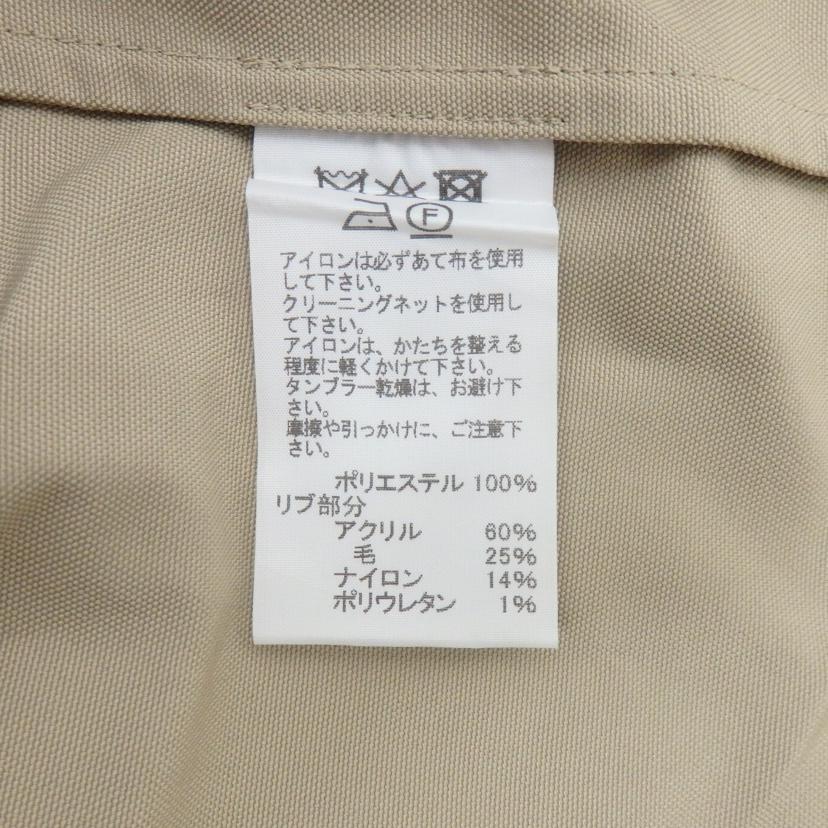 F
アイロンは必ずあて布を使用
して下さい。
クリーニングネットを使用し
て下さい。
アイロンは、かたちを整える
程度に軽くかけて下さい。
タンブラー乾燥は、お避け下
さい。
摩擦や引っかけに、ご注意下
さい。
ポリエステル 100%
リブ部分
アクリル 60%
毛 25%
ナイロン 14%
ポリウレタン 1%